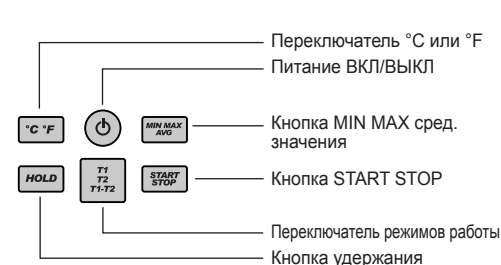 Переключатель °C или °F
Питание ВКЛ/ВЫКЛ
°C °F
MIN MAX
AVG
Кнопка MIN MAX сред.
значения
HOLD
T1
T2
T1-T2
START
STOP
Кнопка START STOP
Переключатель режимов работы
Кнопка удержания